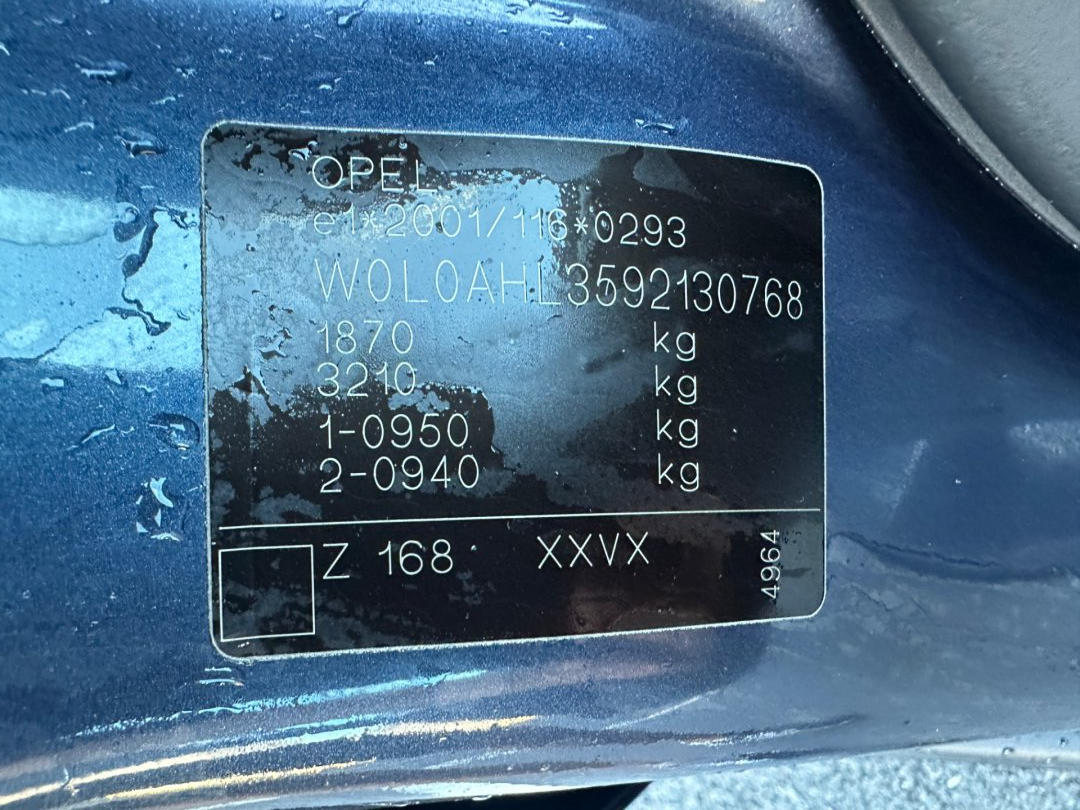 OPEL
e1*2001/116*0293
W0L0AHL3592130768
1870 kg
3210 kg
1-0950 kg
2-0940 kg
Z 168 XXVX
4964